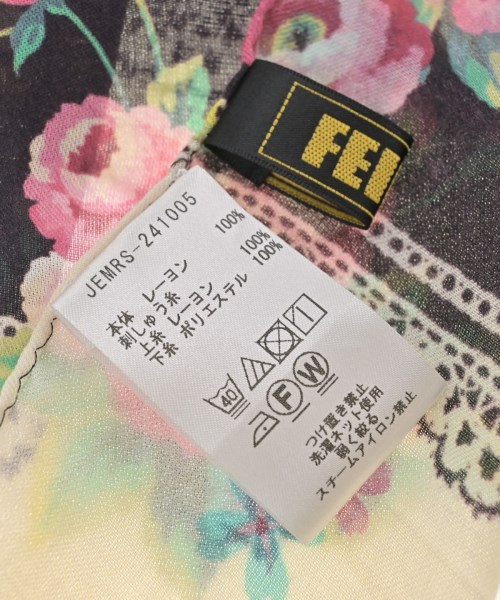 FEI
JEMRS-241005
本体 レーヨン 100%
刺しゅう糸
上糸 レーヨン 100%
下糸 ポリエステル 100%
40
F W
つけ置き禁止
洗濯ネット使用
弱く絞る
スチームアイロン禁止